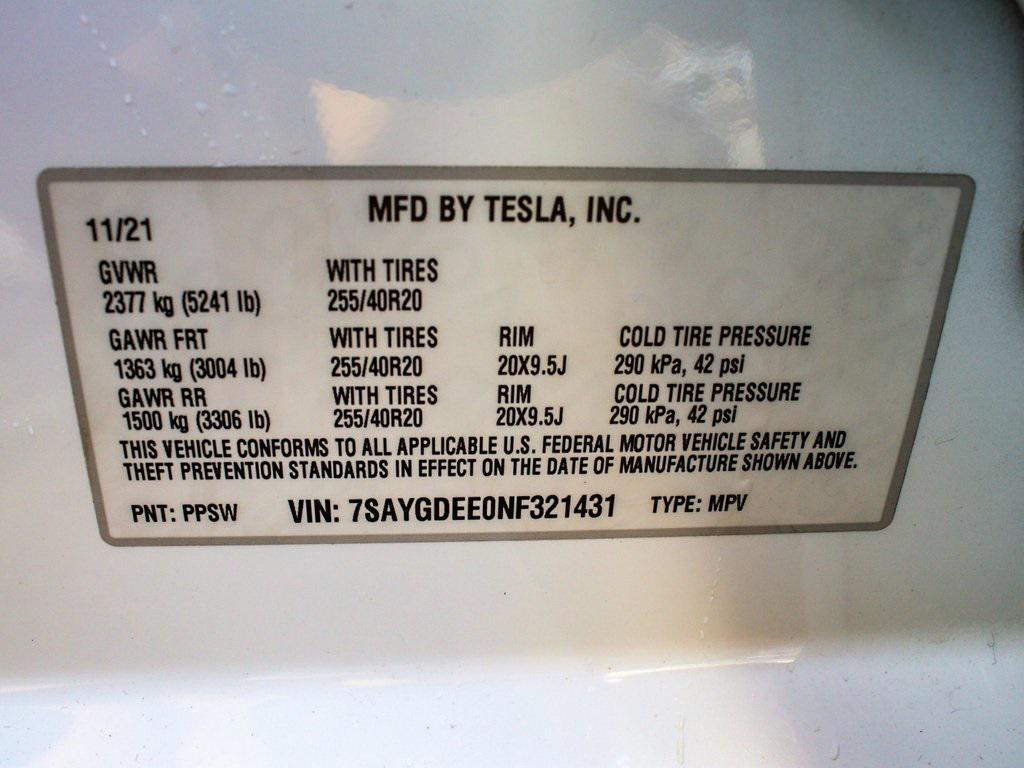 MFD BY TESLA, INC.
11/21
GVWR WITH TIRES
2377 kg (5241 lb) 255/40R20
GAWR FRT WITH TIRES RIM COLD TIRE PRESSURE
1363 kg (3004 lb) 255/40R20 20X9.5J 290 kPa, 42 psi
GAWR RR WITH TIRES RIM COLD TIRE PRESSURE
1500 kg (3306 lb) 255/40R20 20X9.5J 290 kPa, 42 psi
THIS VEHICLE CONFORMS TO ALL APPLICABLE U.S. FEDERAL MOTOR VEHICLE SAFETY AND
THEFT PREVENTION STANDARDS IN EFFECT ON THE DATE OF MANUFACTURE SHOWN ABOVE.
PNT: PPSW VIN: 7SAYGDEE0NF321431 TYPE: MPV